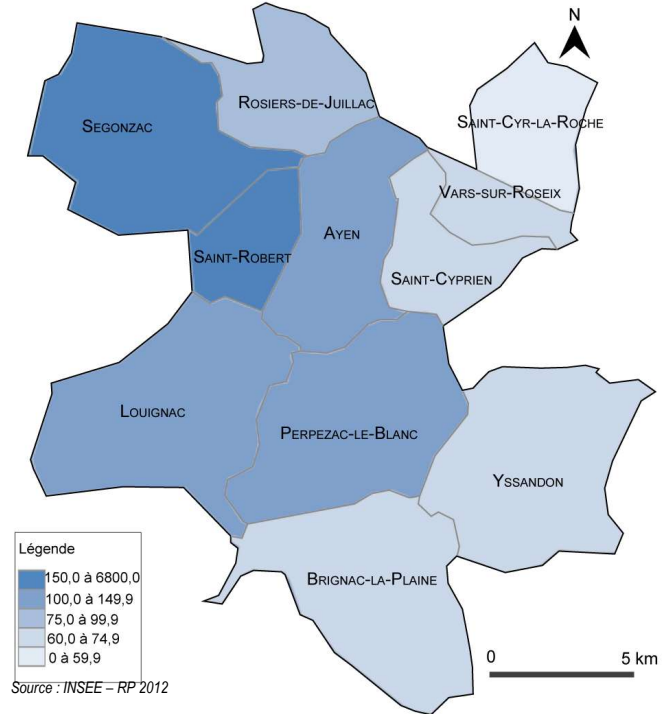 N
ROSIERS-DE-JUILLAC
SAINT-CYR-LA-ROCHE
SEGONZAC
VARS-SUR-ROSEIX
AYEN
SAINT-ROBERT
SAINT-CYPRIEN
LOUIGNAC
PERPEZAC-LE-BLANC
YSSANDON
BRIGNAC-LA-PLAINE
Légende
150,0 à 6800,0
100,0 à 149,9
75,0 à 99,9
60,0 à 74,9
0 à 59,9
0 5 km
Source : INSEE – RP 2012